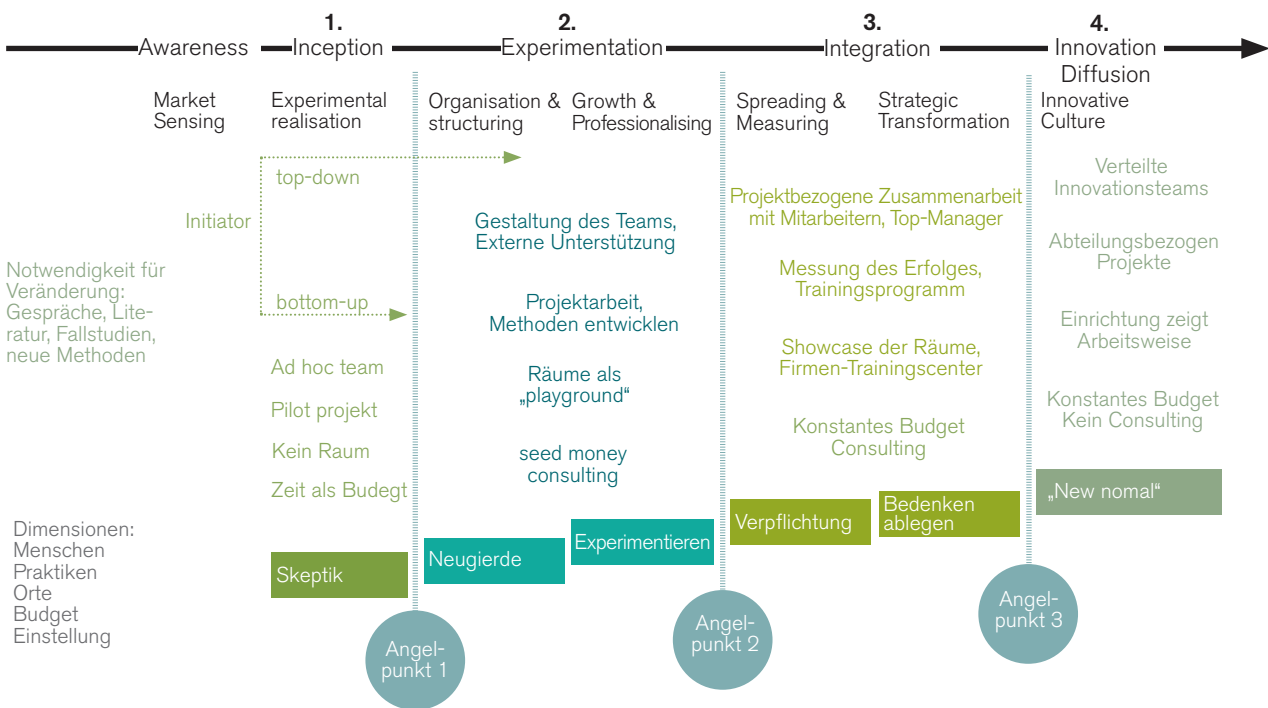 1.
2.
3.
4.
Awareness
Inception
Experimentation
Integration
Innovation
Diffusion
Market
Sensing
Experimental
realisation
Organisation &
structuring
Growth &
Professionalising
Spreading &
Measuring
Strategic
Transformation
Innovative
Culture
Notwendigkeit für
Veränderung:
Gespräche, Lite-
ratur, Fallstudien,
neue Methoden
Initiator
top-down
bottom-up
Ad hoc team
Pilot projekt
Kein Raum
Zeit als Budegt
Gestaltung des Teams,
Externe Unterstützung
Projektarbeit,
Methoden entwicklen
Räume als
„playground“
seed money
consulting
Projektbezogene Zusammenarbeit
mit Mitarbeitern, Top-Manager
Messung des Erfolges,
Trainingsprogramm
Showcase der Räume,
Firmen-Trainingscenter
Konstantes Budget
Consulting
Verteilte
Innovationsteams
Abteilungsbezogen
Projekte
Einrichtung zeigt
Arbeitsweise
Konstantes Budget
Kein Consulting
Dimensionen:
Menschen
Praktiken
Orte
Budget
Einstellung
Skeptik
Neugierde
Experimentieren
Verpflichtung
Bedenken
ablegen
„New nomal“
Angel-
punkt 1
Angel-
punkt 2
Angel-
punkt 3